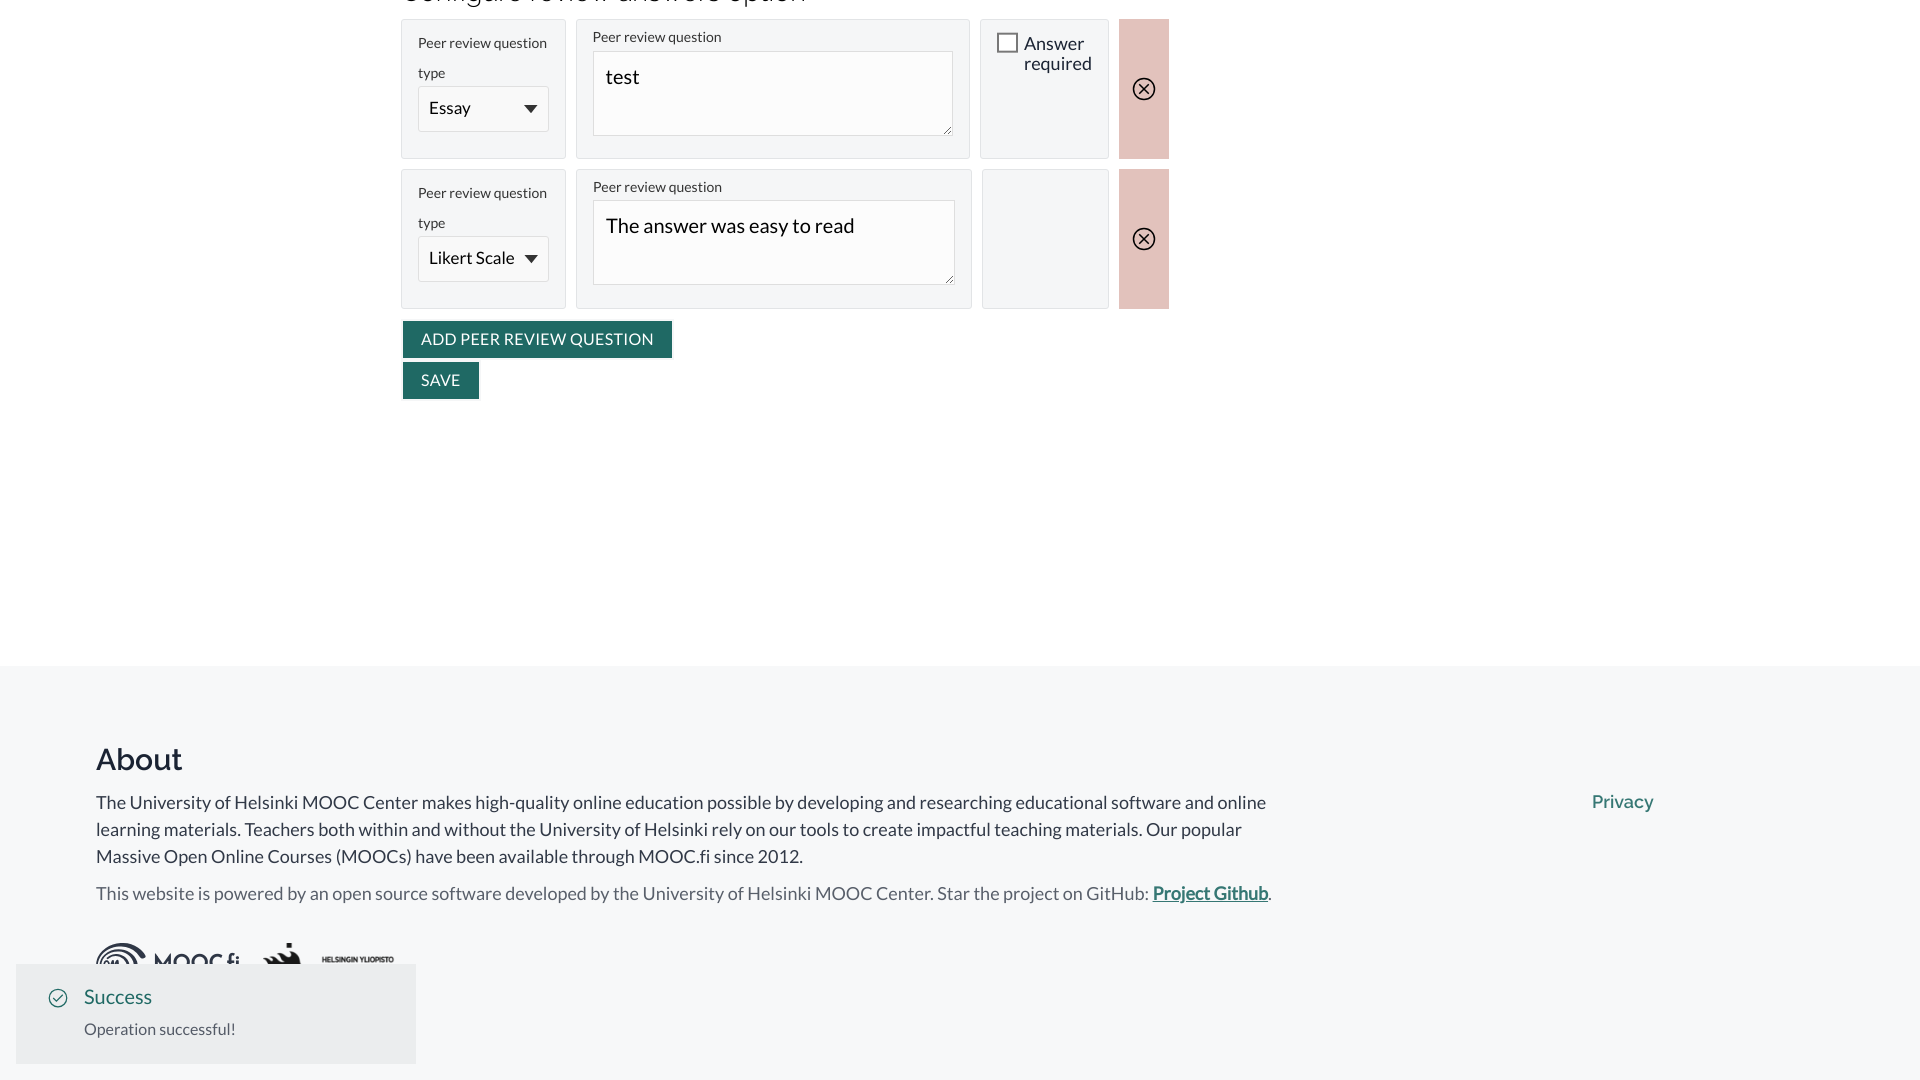 Configure review answers option
Peer review question
type
Essay
Peer review question
test
Answer
required
Peer review question
type
Likert Scale
Peer review question
The answer was easy to read
ADD PEER REVIEW QUESTION
SAVE
About
The University of Helsinki MOOC Center makes high-quality online education possible by developing and researching educational software and online
learning materials. Teachers both within and without the University of Helsinki rely on our tools to create impactful teaching materials. Our popular
Massive Open Online Courses (MOOCs) have been available through MOOC.fi since 2012.
Privacy
This website is powered by an open source software developed by the University of Helsinki MOOC Center. Star the project on GitHub: Project Github.
MOOC.fi
HELSINGIN YLIOPISTO
Success
Operation successful!